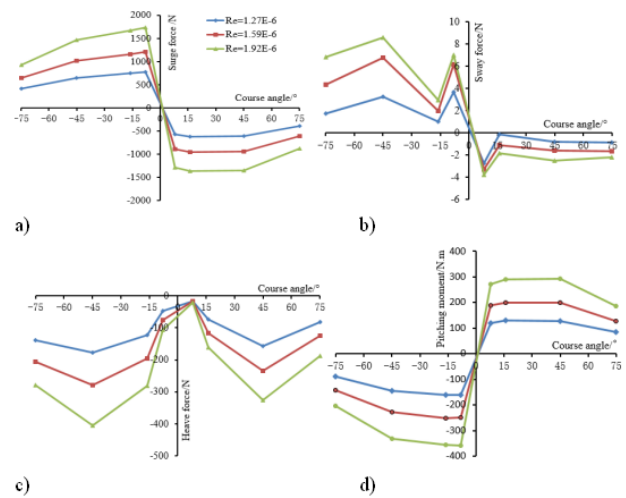 a)
Surge force /N
2000
1500
1000
500
0
-500
-1000
-1500
-2000
Re=1.27E-6
Re=1.59E-6
Re=1.92E-6
Course angle/°
-75 -60 -45 -30 -15 0 15 30 45 60 75
b)
Sway force/N
10
8
6
4
2
0
-2
-4
-6
Course angle/°
-75 -60 -45 -30 -15 0 15 30 45 60 75
c)
Heave force/N
Course angle/°
-75 -60 -45 -30 -15 0 15 30 45 60 75
0
-100
-200
-300
-400
-500
d)
Pitching moment/N.m
400
300
200
100
0
-100
-200
-300
-400
Course angle/°
-75 -60 -45 -30 -15 0 15 30 45 60 75